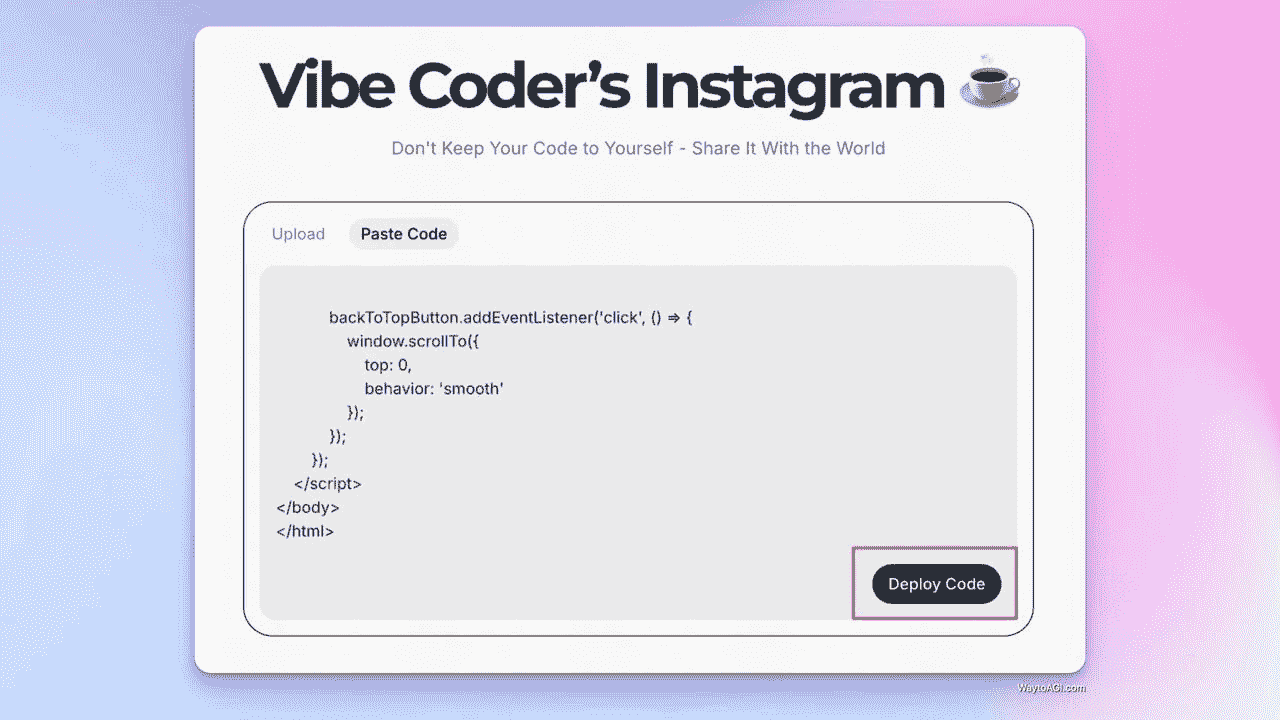 Vibe Coder’s Instagram ☕
Don't Keep Your Code to Yourself - Share It With the World
Upload Paste Code
backToTopButton.addEventListener('click', () => {
window.scrollTo({
top: 0,
behavior: 'smooth'
});
});
});
</script>
</body>
</html>
Deploy Code
WaytoAGI.com